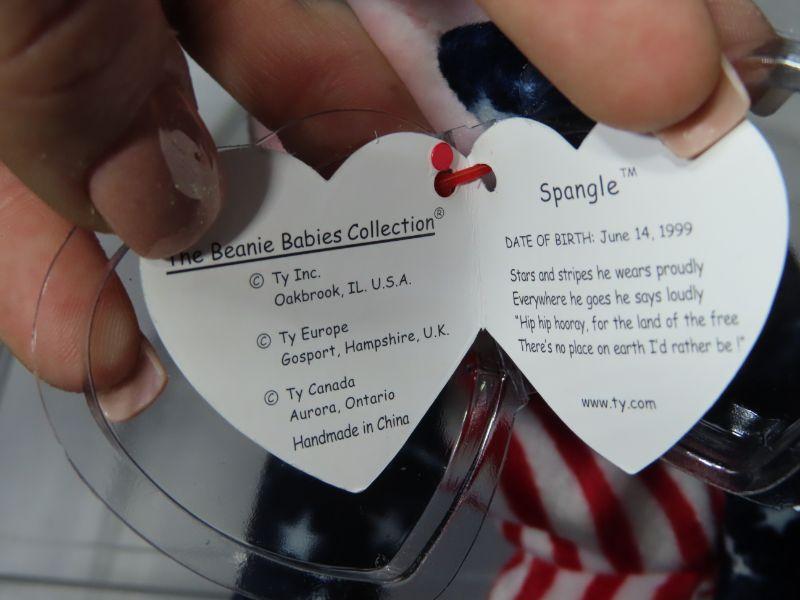 The Beanie Babies Collection®
© Ty Inc.
Oakbrook, IL. U.S.A.
© Ty Europe
Gosport, Hampshire, U.K.
© Ty Canada
Aurora, Ontario
Handmade in China
Spangle™
DATE OF BIRTH: June 14, 1999
Stars and stripes he wears proudly
Everywhere he goes he says loudly
"Hip hip hooray, for the land of the free
There's no place on earth I'd rather be !"
www.ty.com